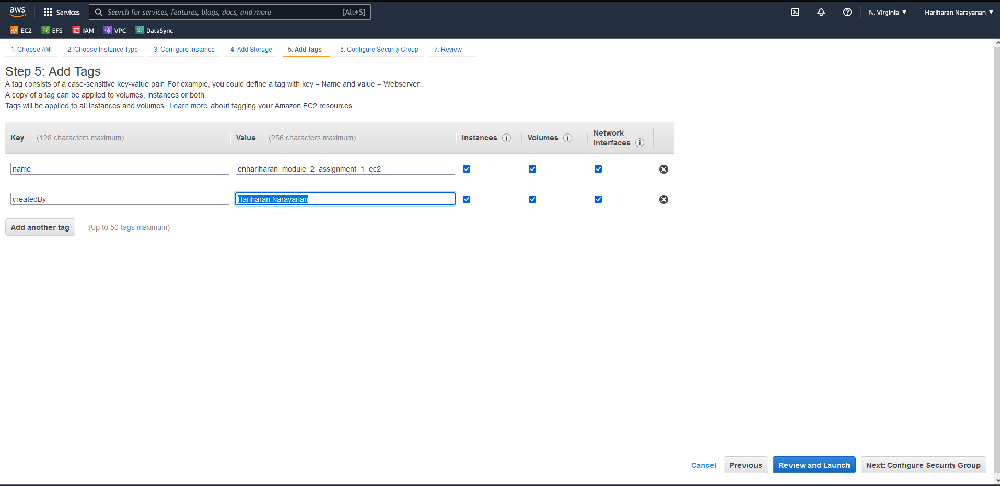 aws Services Search for services, features, blogs, docs, and more [Alt+S] N. Virginia Hariharan Narayanan
EC2 EFS IAM VPC DataSync
1. Choose AMI 2. Choose Instance Type 3. Configure Instance 4. Add Storage 5. Add Tags 6. Configure Security Group 7. Review
Step 5: Add Tags
A tag consists of a case-sensitive key-value pair. For example, you could define a tag with key = Name and value = Webserver.
A copy of a tag can be applied to volumes, instances or both.
Tags will be applied to all instances and volumes. Learn more about tagging your Amazon EC2 resources.
Key (128 characters maximum) Value (256 characters maximum) Instances i Volumes i Network
Interfaces i
name enhariharan_module_2_assignment_1_ec2
createdBy Hariharan Narayanan
Add another tag (Up to 50 tags maximum)
Cancel Previous Review and Launch Next: Configure Security Group